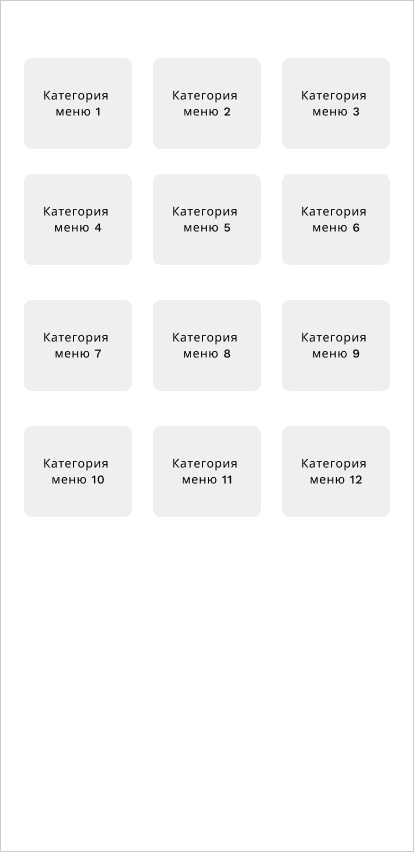 Категория
меню 1
Категория
меню 2
Категория
меню 3
Категория
меню 4
Категория
меню 5
Категория
меню 6
Категория
меню 7
Категория
меню 8
Категория
меню 9
Категория
меню 10
Категория
меню 11
Категория
меню 12